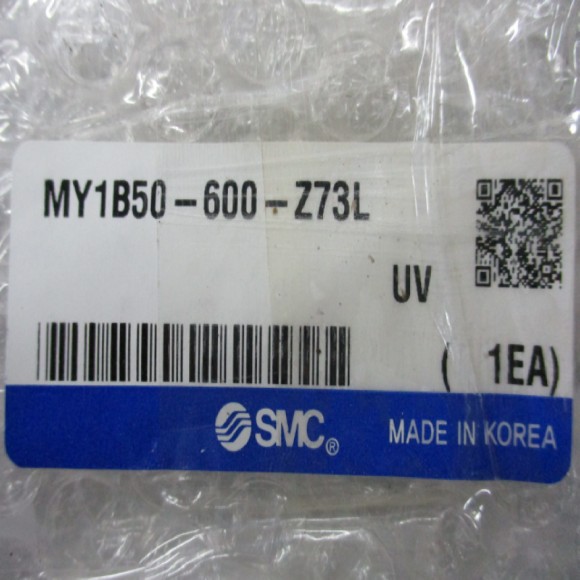 MY1B50-600-Z73L
UV
( 1EA)
SMC®
MADE IN KOREA